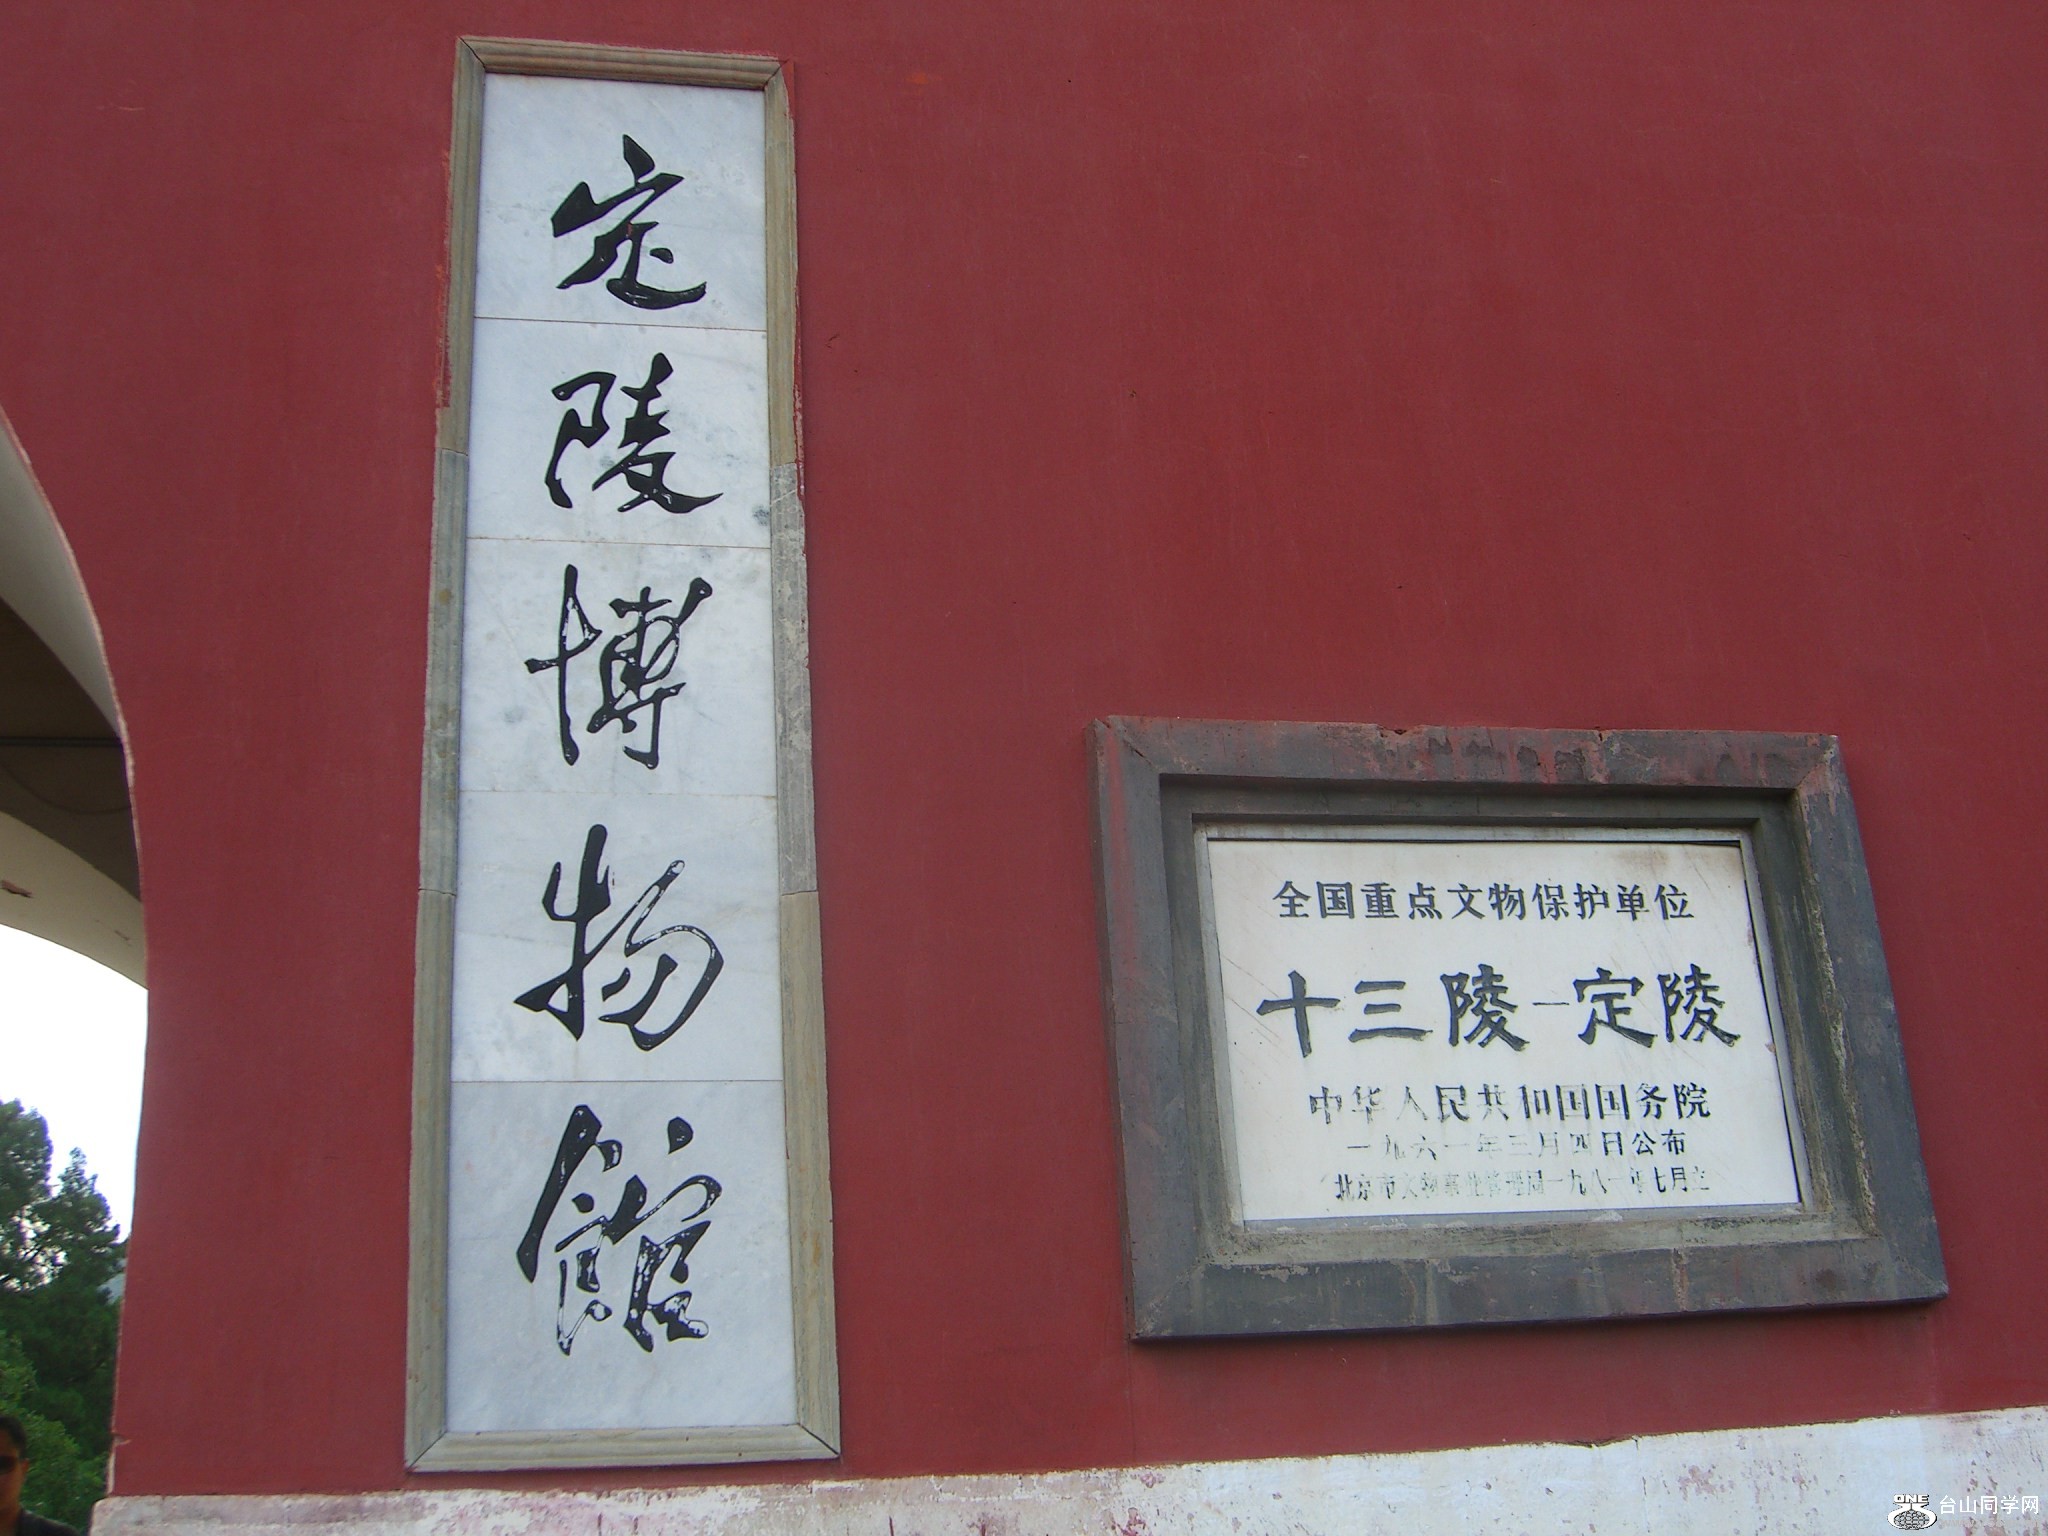 定陵博物館
全国重点文物保护单位
十三陵－定陵
中华人民共和国国务院
一九六一年三月四日公布
北京市文物事业管理局一九八一年七月立
ONE 台山同学网